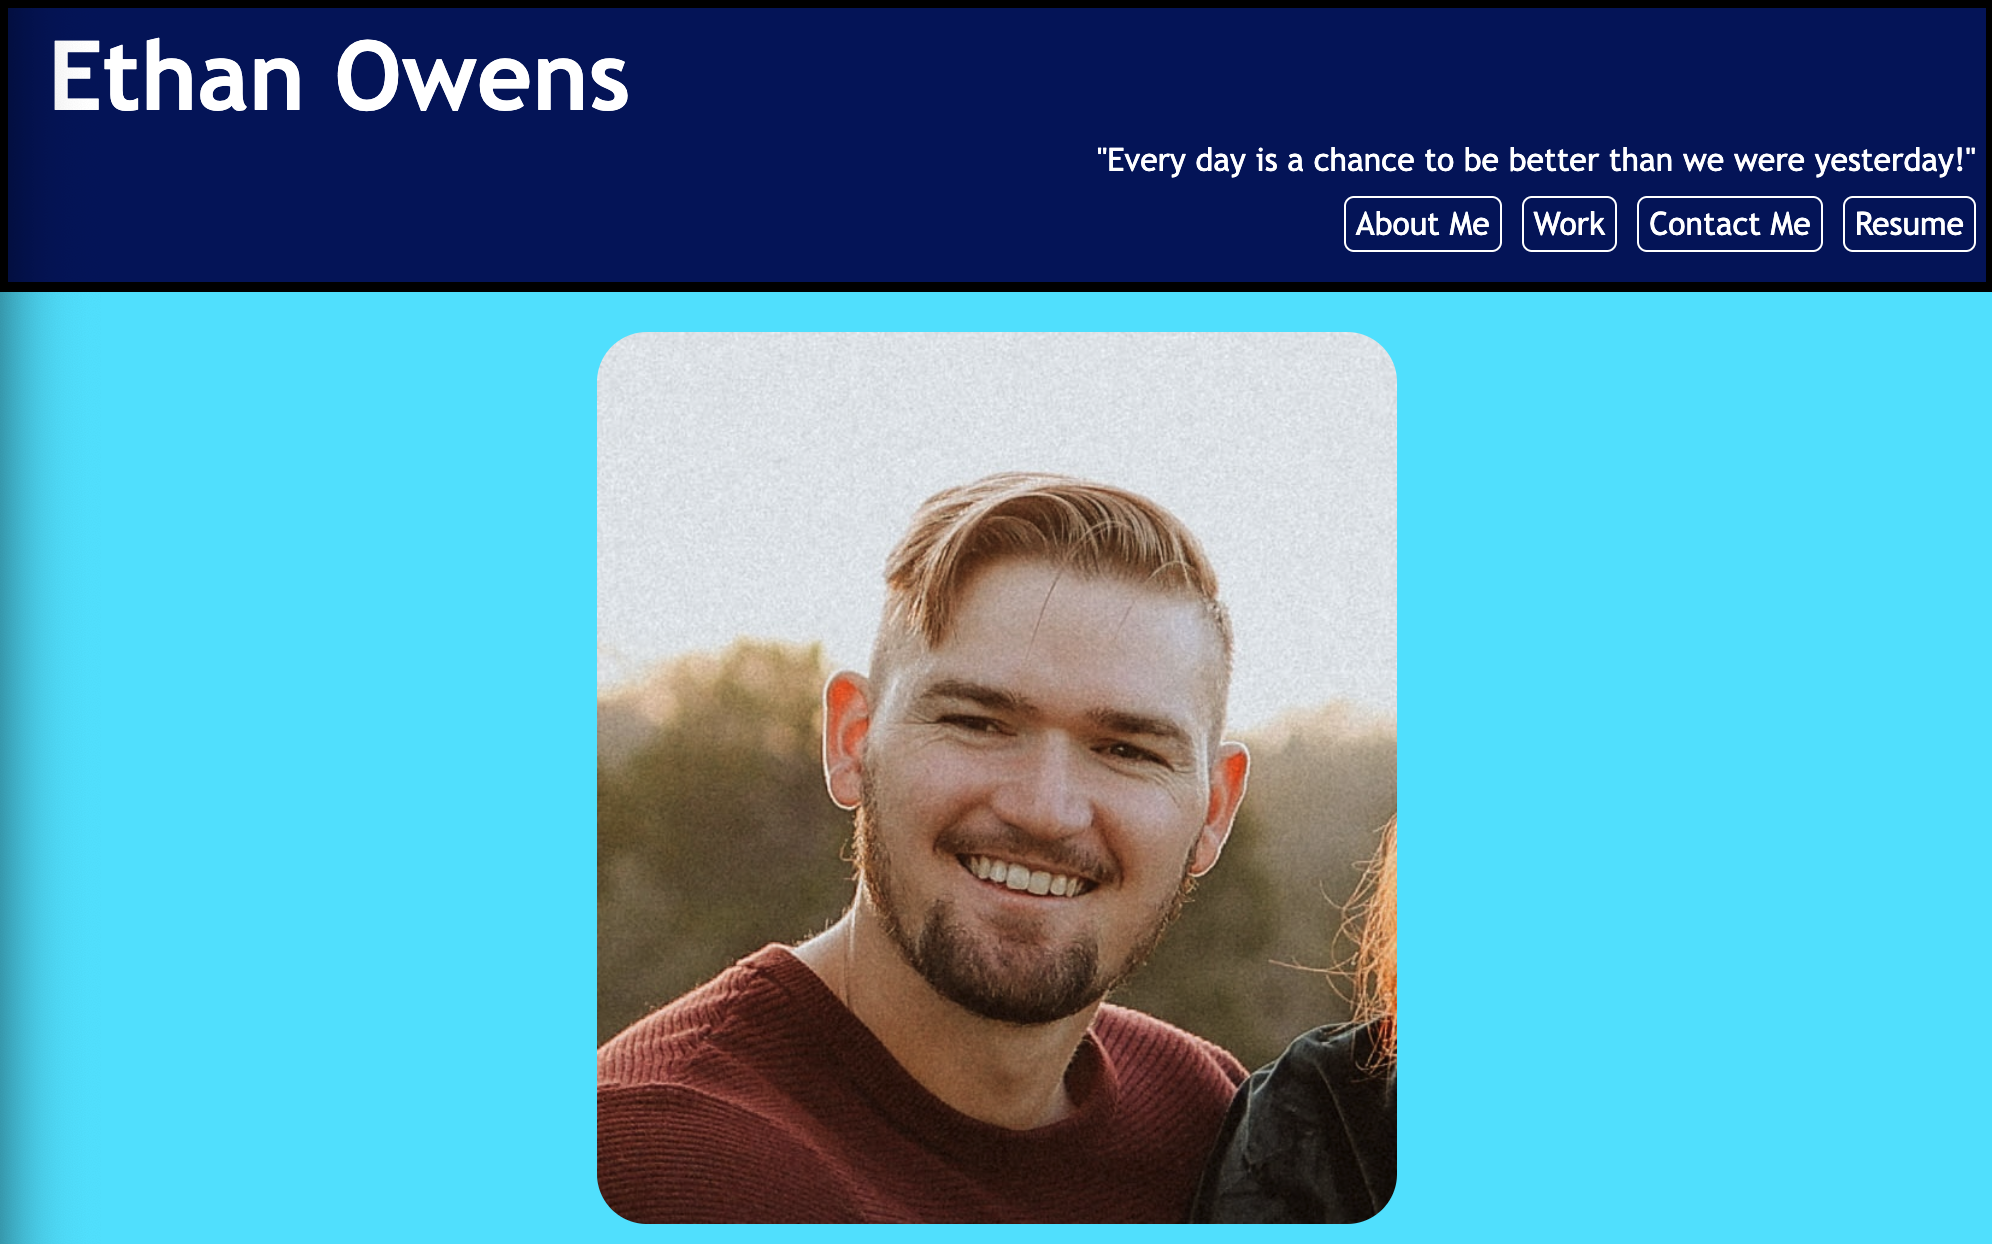 Ethan Owens
"Every day is a chance to be better than we were yesterday!"
About Me Work Contact Me Resume